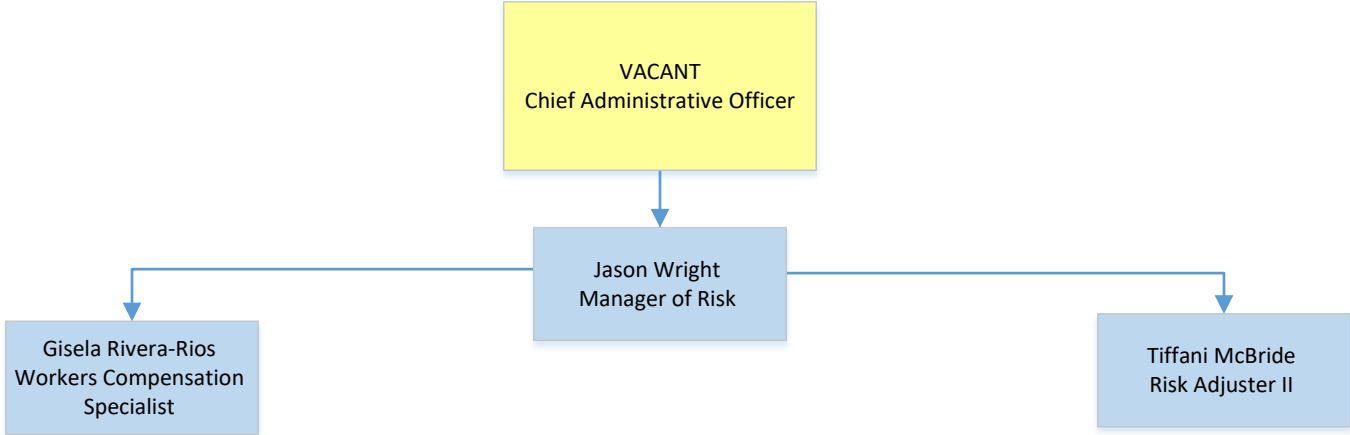 VACANT
Chief Administrative Officer
Jason Wright
Manager of Risk
Gisela Rivera-Rios
Workers Compensation
Specialist
Tiffani McBride
Risk Adjuster II